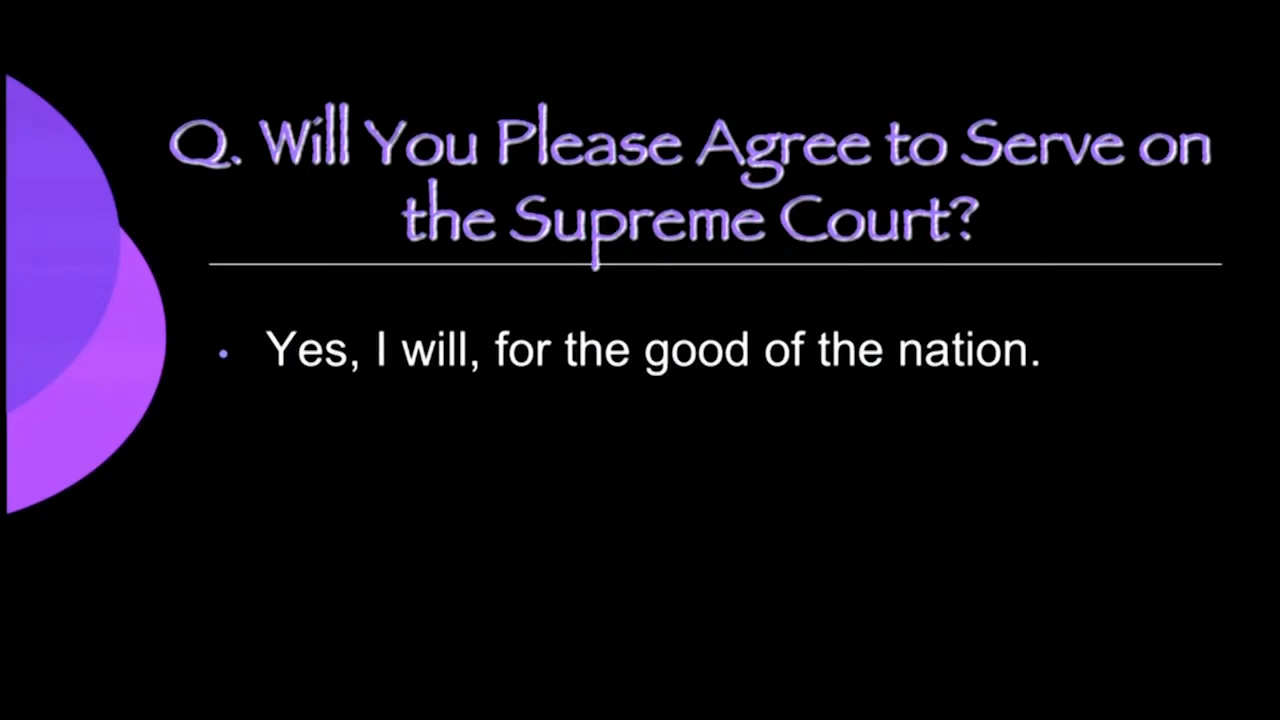 Q. Will You Please Agree to Serve on
the Supreme Court?
• Yes, I will, for the good of the nation.